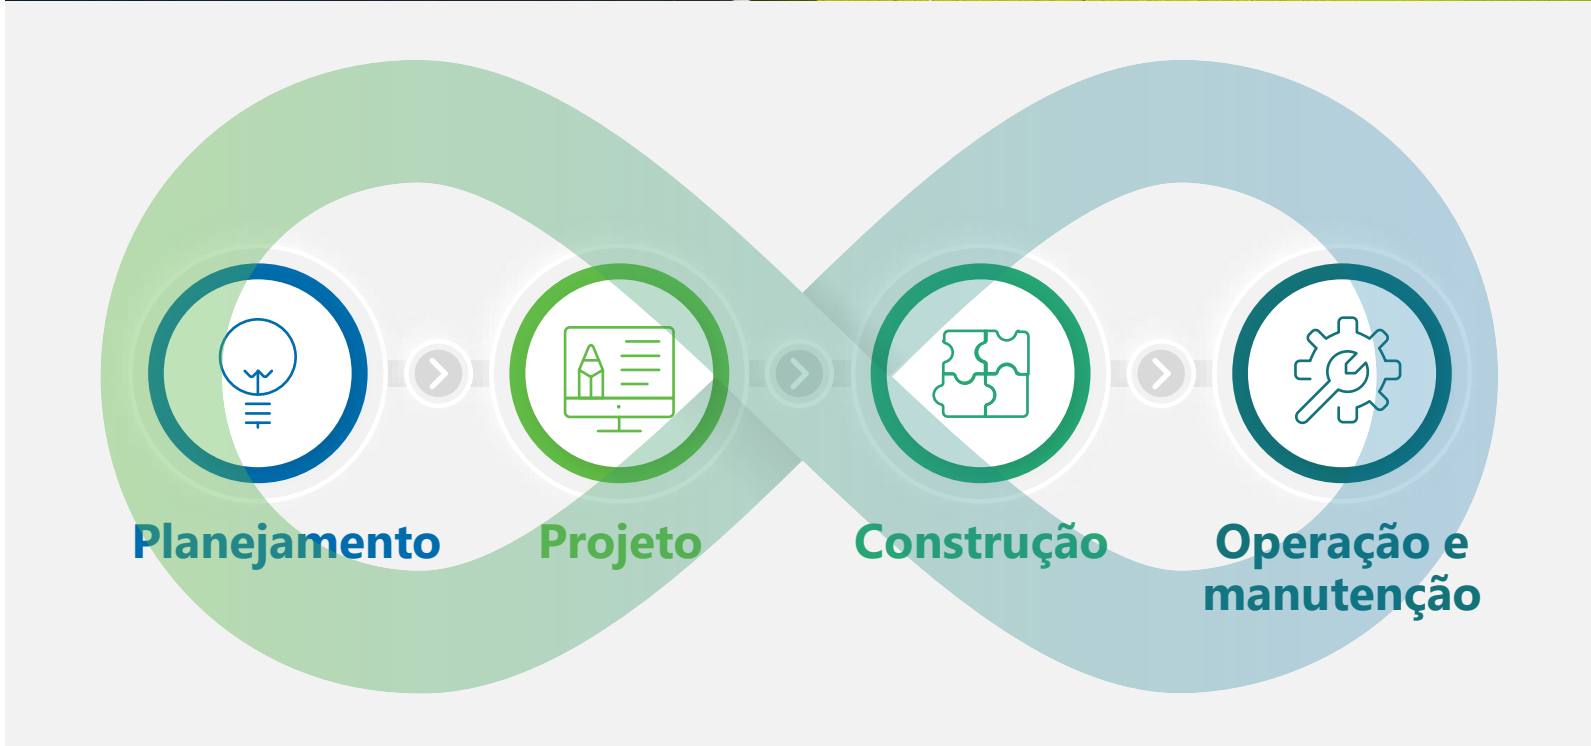 Planejamento
Projeto
Construção
Operação e
manutenção